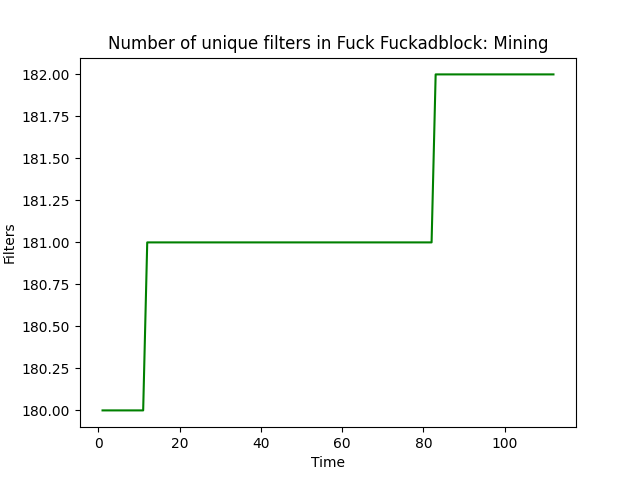 Number of unique filters in Fuck Fuckadblock: Mining
182.00
181.75
181.50
181.25
181.00
180.75
180.50
180.25
180.00
Filters
0 20 40 60 80 100
Time